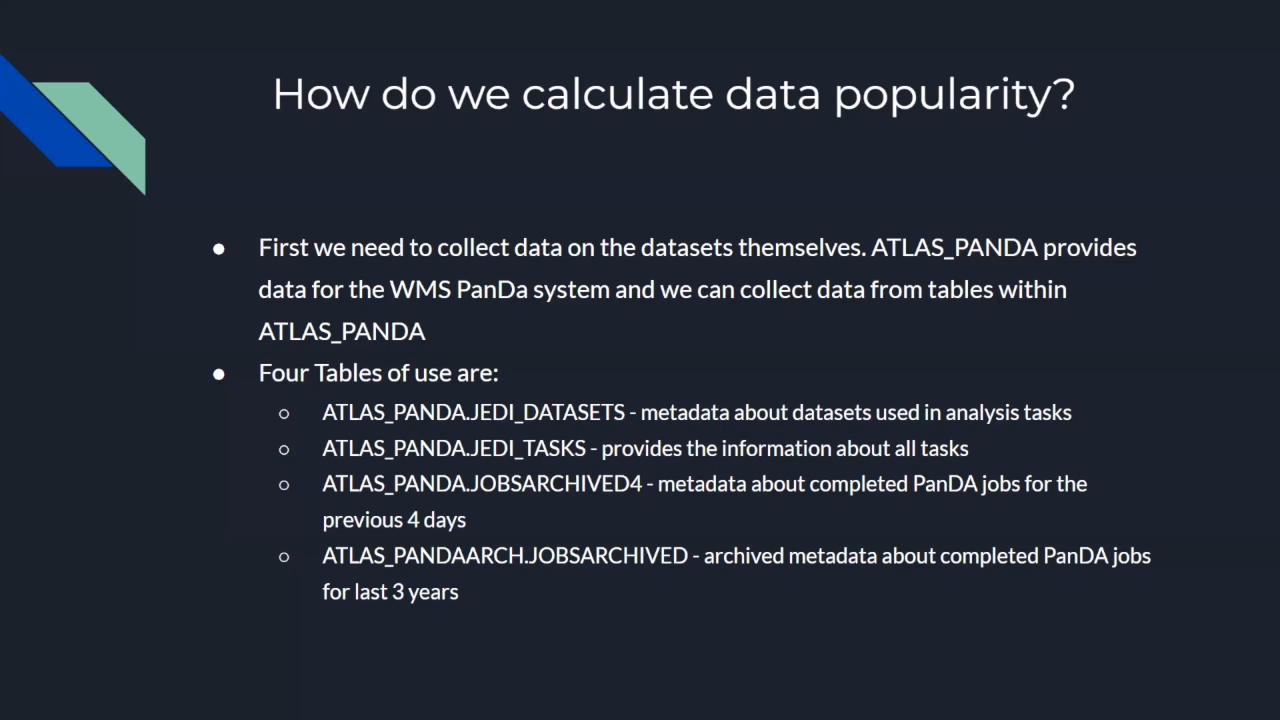 How do we calculate data popularity?
● First we need to collect data on the datasets themselves. ATLAS_PANDA provides
data for the WMS PanDa system and we can collect data from tables within
ATLAS_PANDA
● Four Tables of use are:
○ ATLAS_PANDA.JEDI_DATASETS - metadata about datasets used in analysis tasks
○ ATLAS_PANDA.JEDI_TASKS - provides the information about all tasks
○ ATLAS_PANDA.JOBSARCHIVED4 - metadata about completed PanDA jobs for the
previous 4 days
○ ATLAS_PANDAARCH.JOBSARCHIVED - archived metadata about completed PanDA jobs
for last 3 years